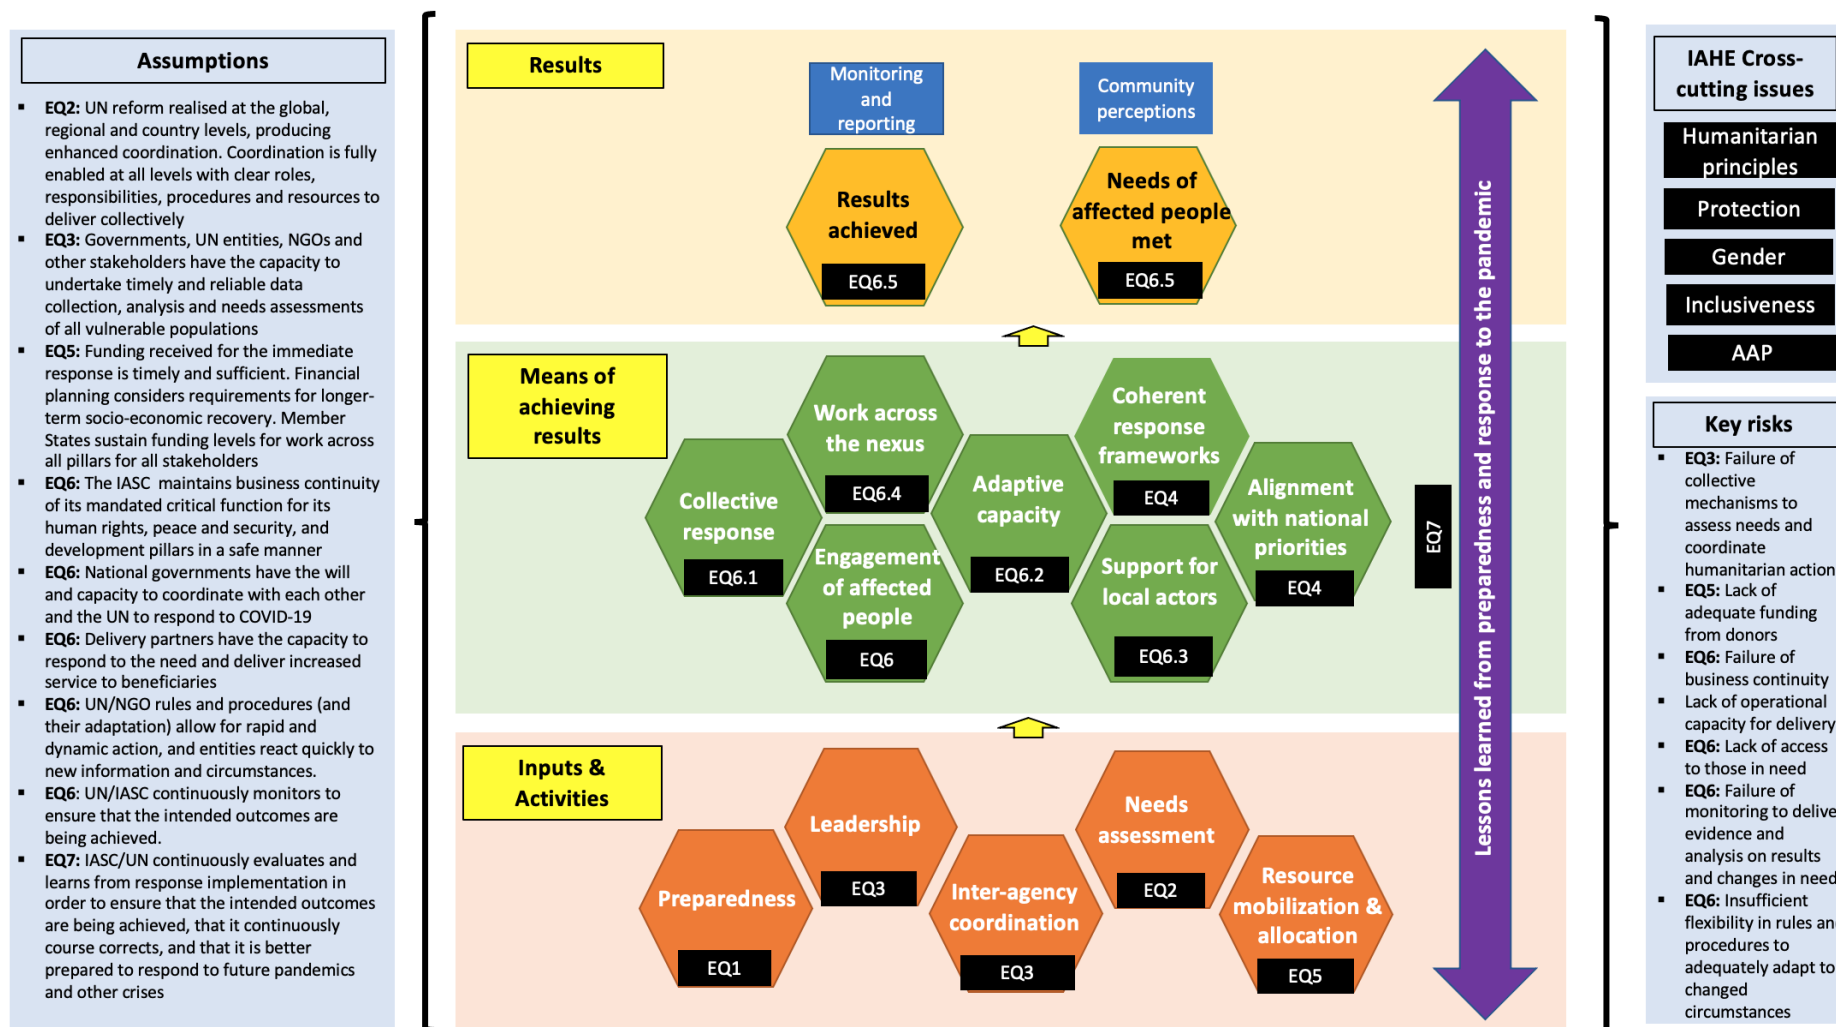 Assumptions
▪ EQ2: UN reform realised at the global,
regional and country levels, producing
enhanced coordination. Coordination is fully
enabled at all levels with clear roles,
responsibilities, procedures and resources to
deliver collectively
▪ EQ3: Governments, UN entities, NGOs and
other stakeholders have the capacity to
undertake timely and reliable data
collection, analysis and needs assessments
of all vulnerable populations
▪ EQ5: Funding received for the immediate
response is timely and sufficient. Financial
planning considers requirements for longer-
term socio-economic recovery. Member
States sustain funding levels for work across
all pillars for all stakeholders
▪ EQ6: The IASC maintains business continuity
of its mandated critical function for its
human rights, peace and security, and
development pillars in a safe manner
▪ EQ6: National governments have the will
and capacity to coordinate with each other
and the UN to respond to COVID-19
▪ EQ6: Delivery partners have the capacity to
respond to the need and deliver increased
service to beneficiaries
▪ EQ6: UN/NGO rules and procedures (and
their adaptation) allow for rapid and
dynamic action, and entities react quickly to
new information and circumstances.
▪ EQ6: UN/IASC continuously monitors to
ensure that the intended outcomes are
being achieved.
▪ EQ7: IASC/UN continuously evaluates and
learns from response implementation in
order to ensure that the intended outcomes
are being achieved, that it continuously
course corrects, and that it is better
prepared to respond to future pandemics
and other crises
Results
Monitoring
and
reporting
Community
perceptions
Results
achieved
EQ6.5
Needs of
affected people
met
EQ6.5
Means of
achieving
results
Collective
response
EQ6.1
Work across
the nexus
EQ6.4
Engagement
of affected
people
EQ6
Adaptive
capacity
EQ6.2
Coherent
response
frameworks
EQ4
Support for
local actors
EQ6.3
Alignment
with national
priorities
EQ4
Inputs &
Activities
Preparedness
EQ1
Leadership
EQ3
Inter-agency
coordination
EQ3
Needs
assessment
EQ2
Resource
mobilization &
allocation
EQ5
EQ7
Lessons learned from preparedness and response to the pandemic
IAHE Cross-
cutting issues
Humanitarian
principles
Protection
Gender
Inclusiveness
AAP
Key risks
▪ EQ3: Failure of
collective
mechanisms to
assess needs and
coordinate
humanitarian action
▪ EQ5: Lack of
adequate funding
from donors
▪ EQ6: Failure of
business continuity
▪ Lack of operational
capacity for delivery
▪ EQ6: Lack of access
to those in need
▪ EQ6: Failure of
monitoring to delive
evidence and
analysis on results
and changes in need
▪ EQ6: Insufficient
flexibility in rules an
procedures to
adequately adapt to
changed
circumstances